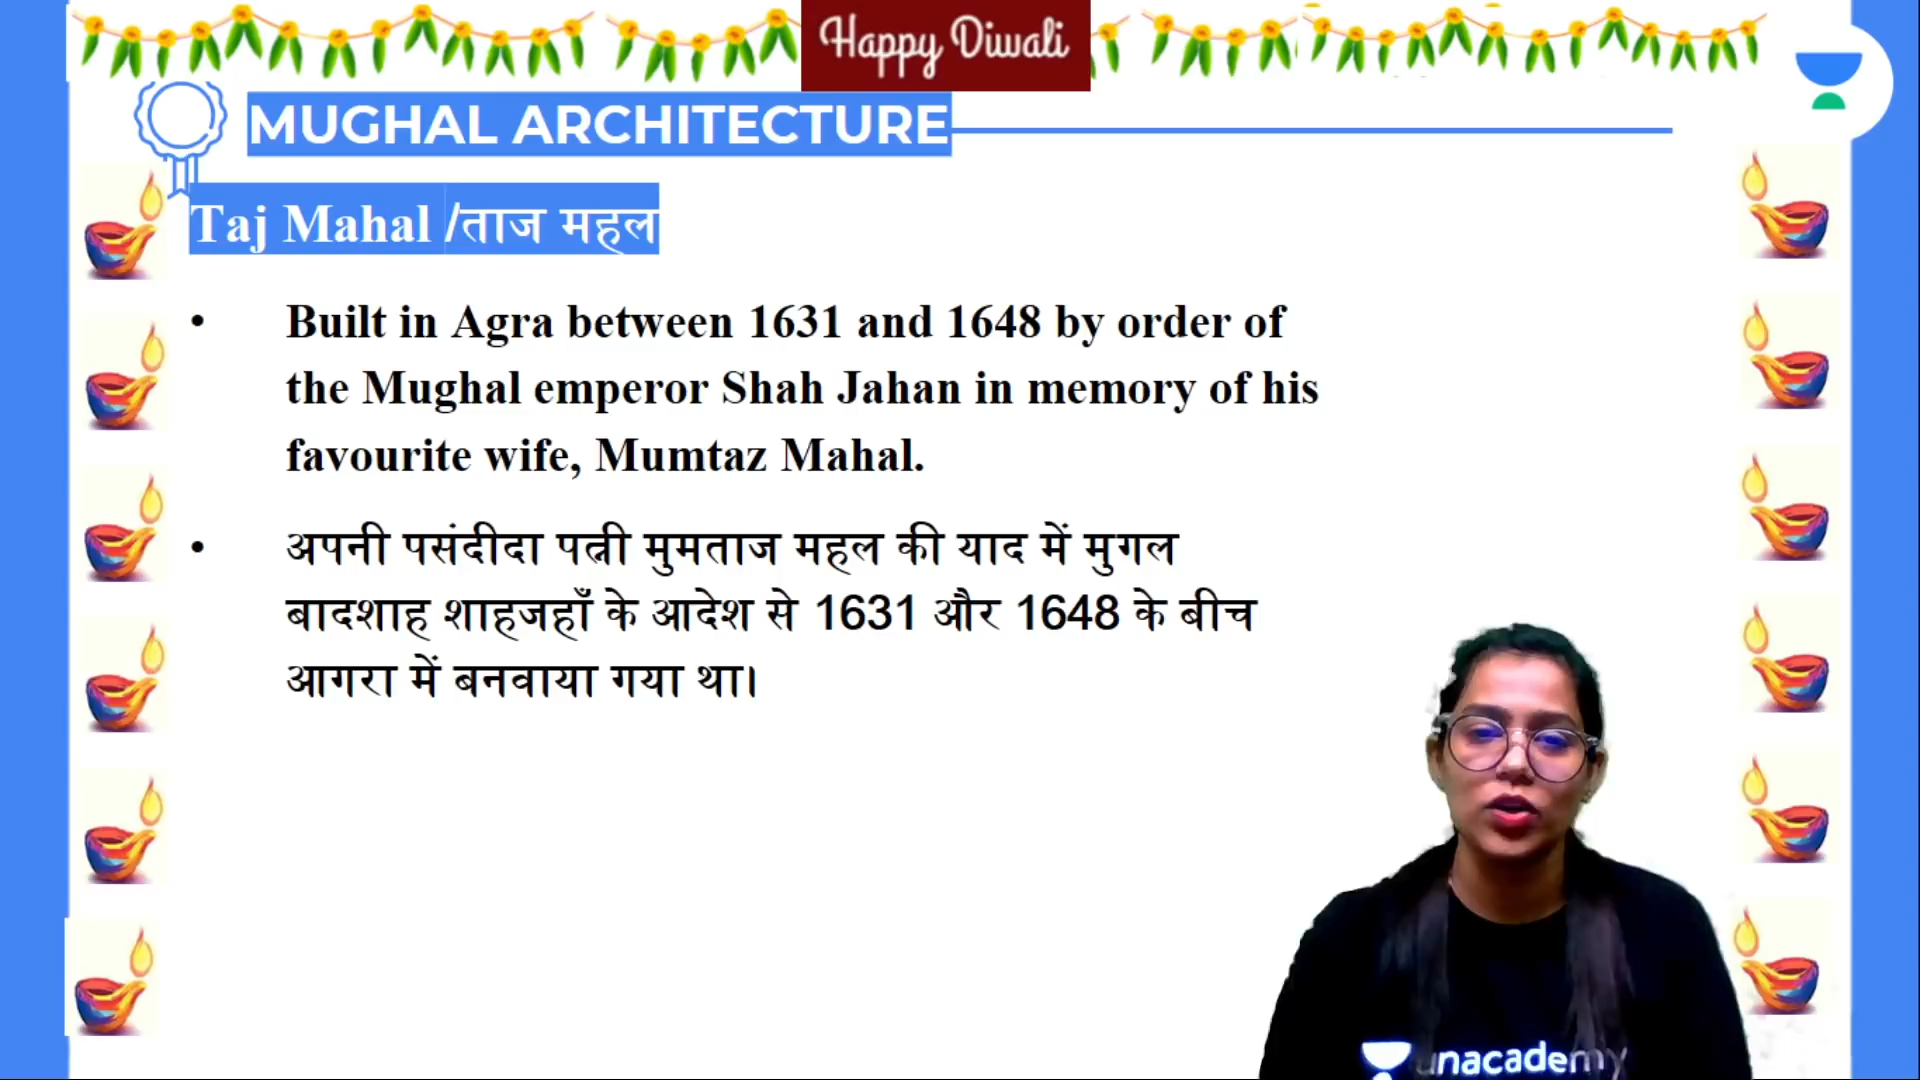 Happy Diwali
MUGHAL ARCHITECTURE
Taj Mahal /ताज महल
• Built in Agra between 1631 and 1648 by order of
the Mughal emperor Shah Jahan in memory of his
favourite wife, Mumtaz Mahal.
• अपनी पसंदीदा पत्नी मुमताज महल की याद में मुगल
बादशाह शाहजहाँ के आदेश से 1631 और 1648 के बीच
आगरा में बनवाया गया था।
unacademy